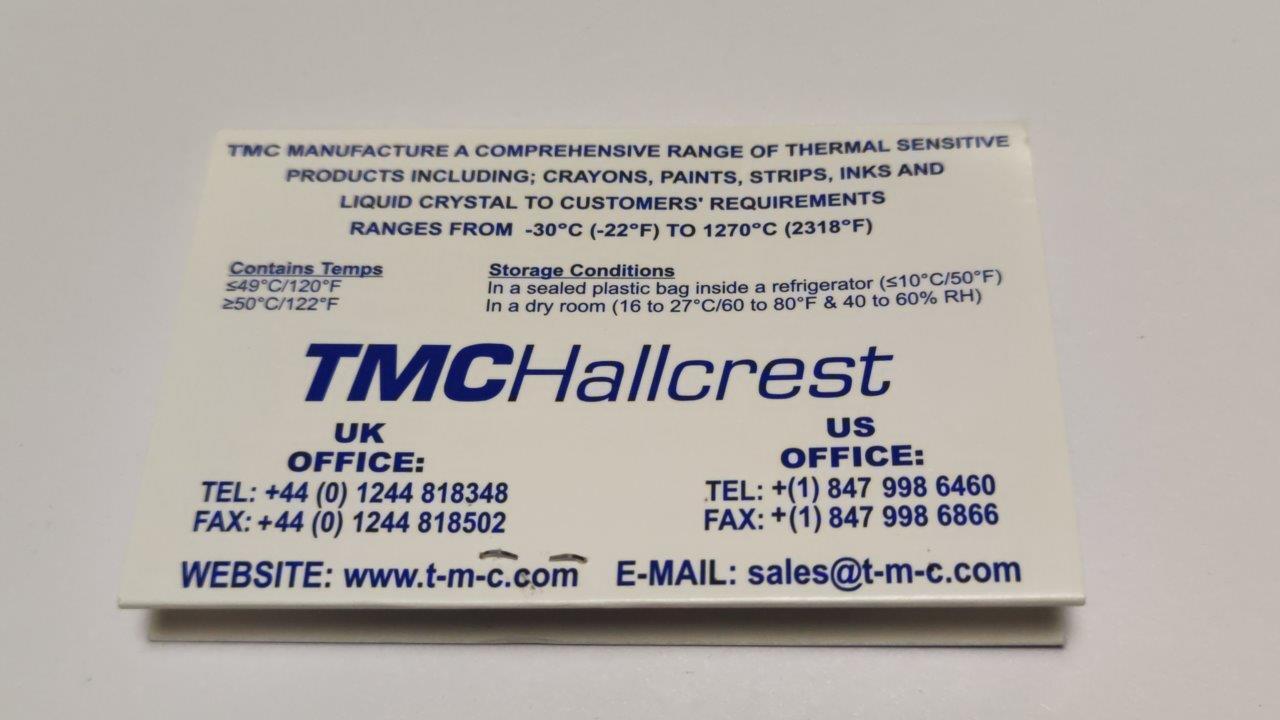 TMC MANUFACTURE A COMPREHENSIVE RANGE OF THERMAL SENSITIVE
PRODUCTS INCLUDING; CRAYONS, PAINTS, STRIPS, INKS AND
LIQUID CRYSTAL TO CUSTOMERS' REQUIREMENTS
RANGES FROM -30°C (-22°F) TO 1270°C (2318°F)
Contains Temps
≤49°C/120°F
≥50°C/122°F
Storage Conditions
In a sealed plastic bag inside a refrigerator (≤10°C/50°F)
In a dry room (16 to 27°C/60 to 80°F & 40 to 60% RH)
TMCHallcrest
UK
OFFICE:
TEL: +44 (0) 1244 818348
FAX: +44 (0) 1244 818502
US
OFFICE:
TEL: +(1) 847 998 6460
FAX: +(1) 847 998 6866
WEBSITE: www.t-m-c.com E-MAIL: sales@t-m-c.com